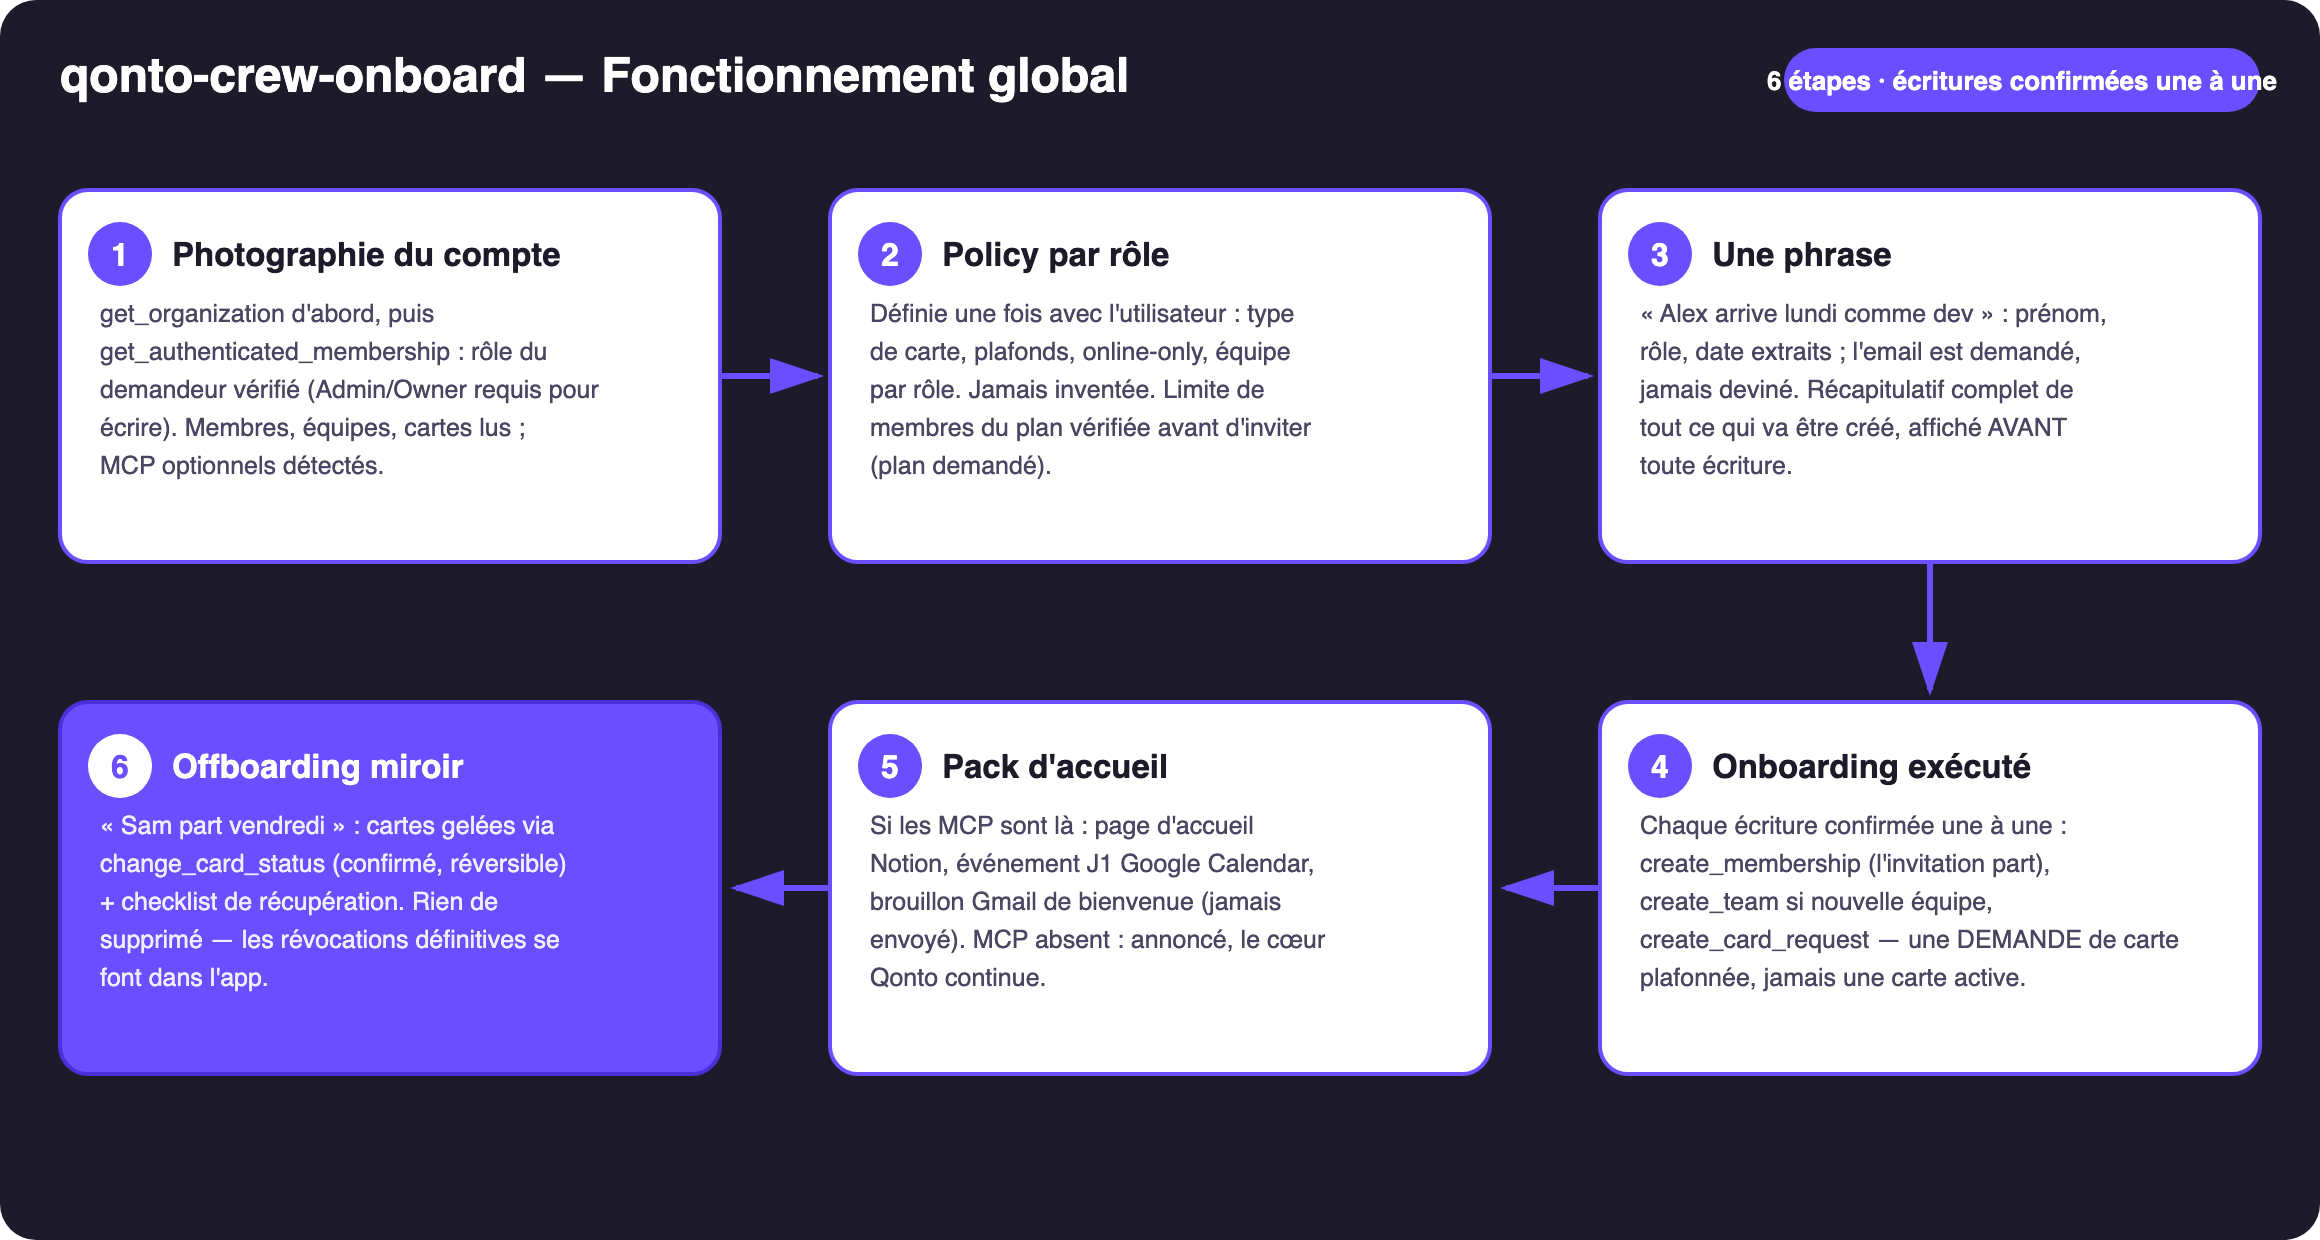 qonto-crew-onboard — Fonctionnement global
6 étapes · écritures confirmées une à une
1 Photographie du compte
get_organization d'abord, puis
get_authenticated_membership : rôle du
demandeur vérifié (Admin/Owner requis pour
écrire). Membres, équipes, cartes lus ;
MCP optionnels détectés.
2 Policy par rôle
Définie une fois avec l'utilisateur : type
de carte, plafonds, online-only, équipe
par rôle. Jamais inventée. Limite de
membres du plan vérifiée avant d'inviter
(plan demandé).
3 Une phrase
« Alex arrive lundi comme dev » : prénom,
rôle, date extraits ; l'email est demandé,
jamais deviné. Récapitulatif complet de
tout ce qui va être créé, affiché AVANT
toute écriture.
4 Onboarding exécuté
Chaque écriture confirmée une à une :
create_membership (l'invitation part),
create_team si nouvelle équipe,
create_card_request — une DEMANDE de carte
plafonnée, jamais une carte active.
5 Pack d'accueil
Si les MCP sont là : page d'accueil
Notion, événement J1 Google Calendar,
brouillon Gmail de bienvenue (jamais
envoyé). MCP absent : annoncé, le cœur
Qonto continue.
6 Offboarding miroir
« Sam part vendredi » : cartes gelées via
change_card_status (confirmé, réversible)
+ checklist de récupération. Rien de
supprimé — les révocations définitives se
font dans l'app.